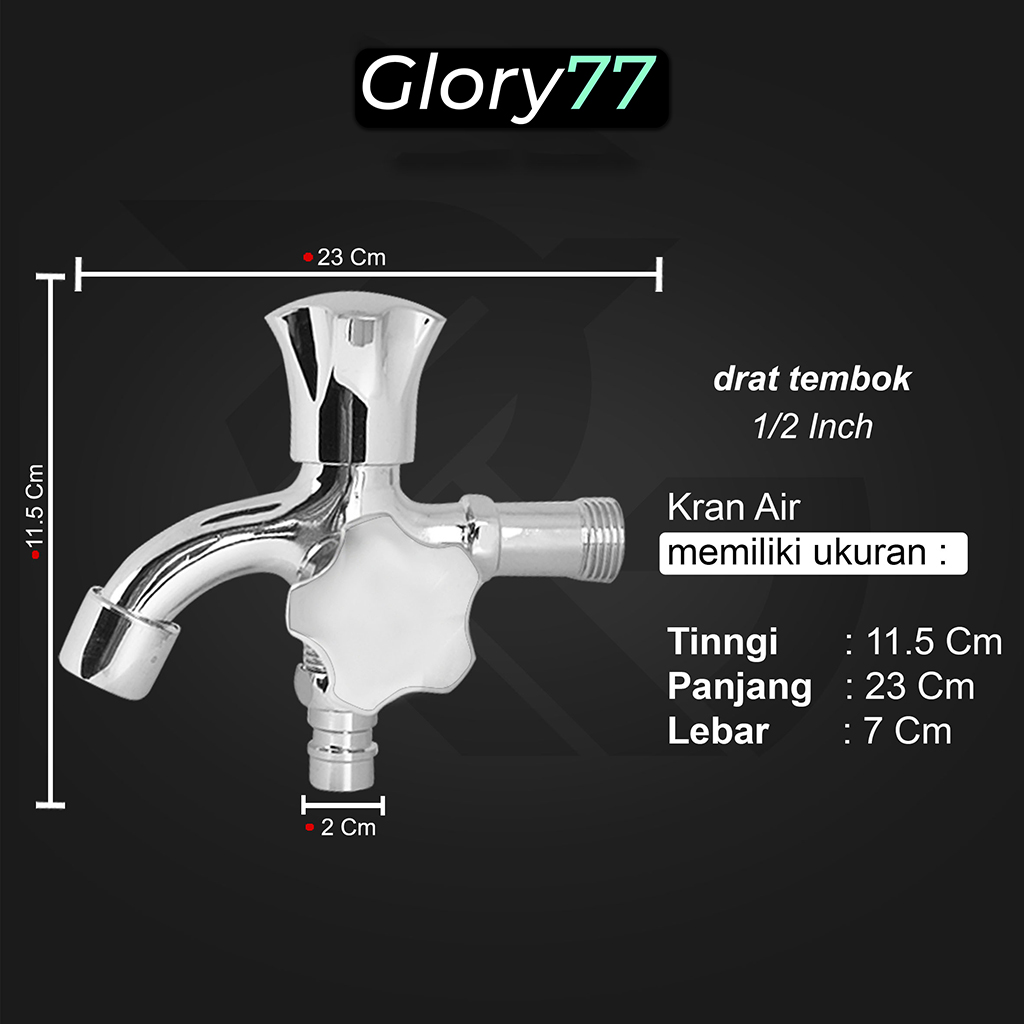 Glory77
23 Cm
11.5 Cm
drat tembok
1/2 Inch
Kran Air
memiliki ukuran :
Tinngi : 11.5 Cm
Panjang : 23 Cm
Lebar : 7 Cm
2 Cm